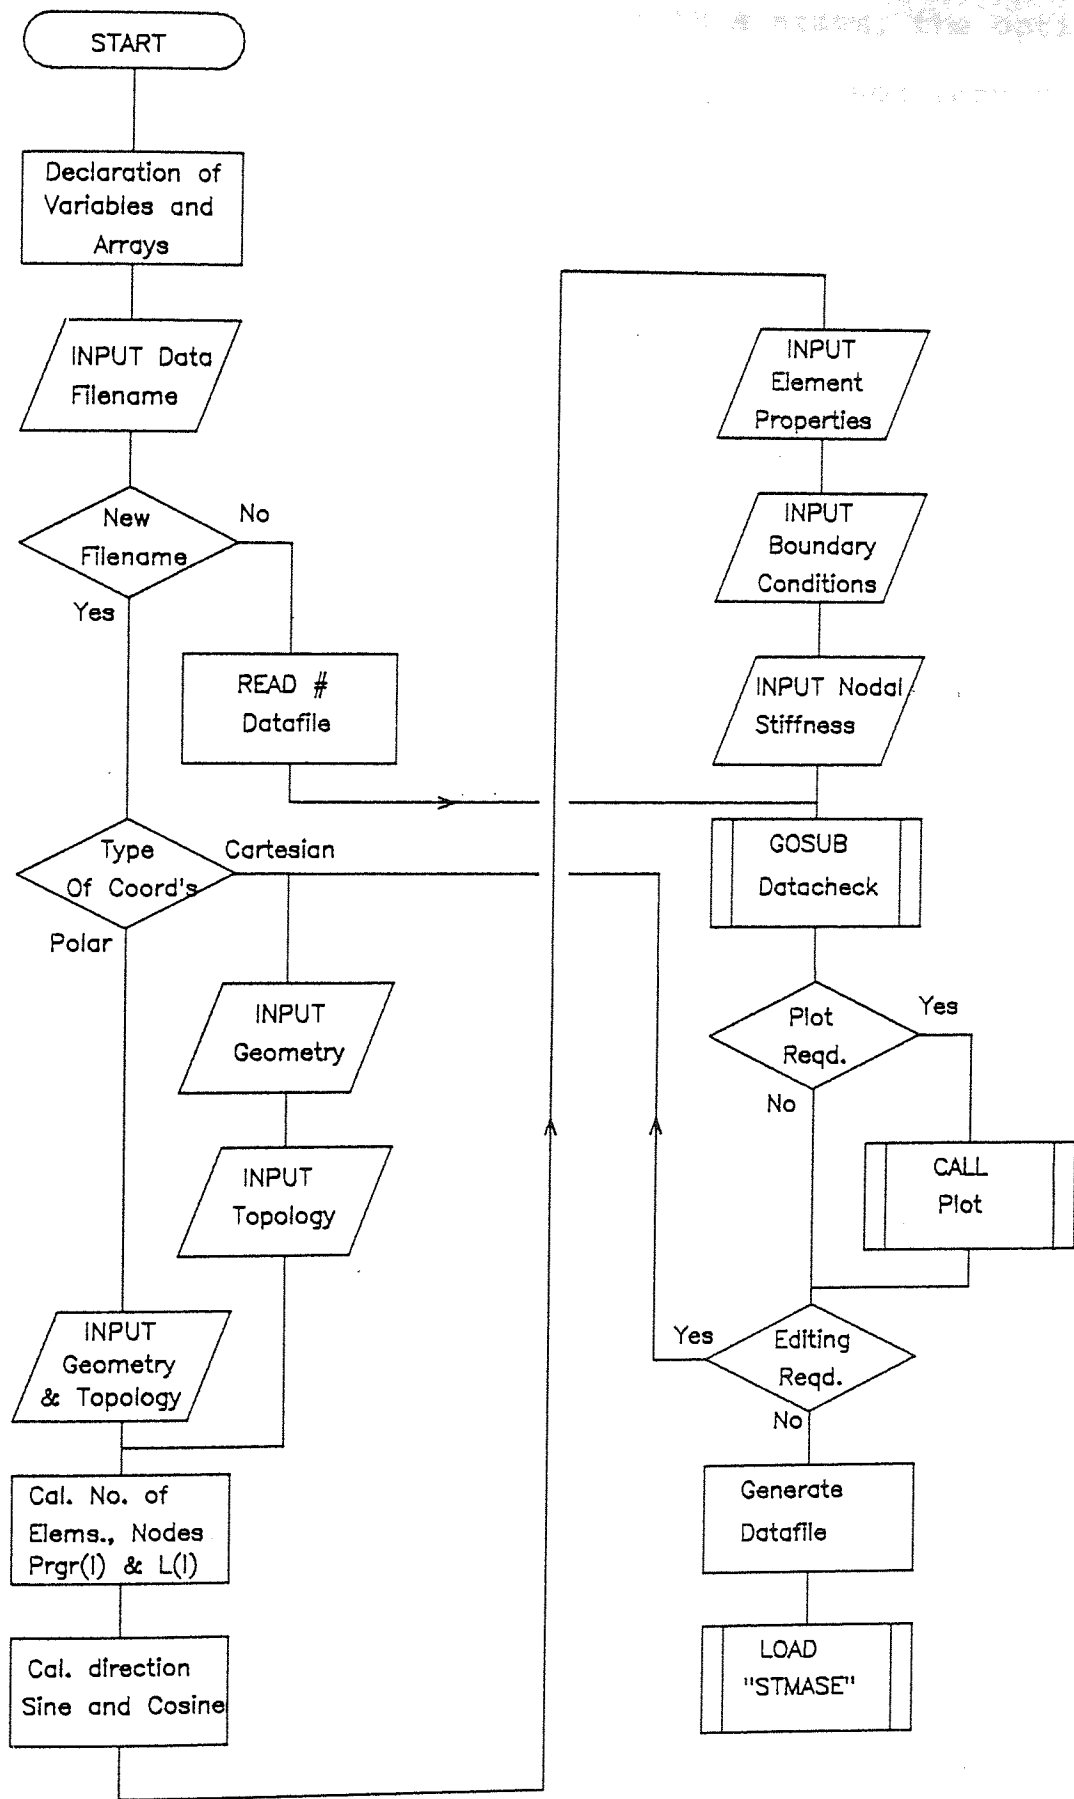 the opti
START
Declaration of
Variables and
Arrays
INPUT Data
Filename
New
Filename
No
Yes
READ #
Datafile
Type
Of Coord's
Cartesian
Polar
INPUT
Geometry
INPUT
Topology
INPUT
Geometry
& Topology
Cal. No. of
Elems., Nodes
Prgr(I) & L(I)
Cal. direction
Sine and Cosine
INPUT
Element
Properties
INPUT
Boundary
Conditions
INPUT Nodal
Stiffness
GOSUB
Datacheck
Plot
Reqd.
Yes
No
CALL
Plot
Editing
Reqd.
Yes
No
Generate
Datafile
LOAD
"STMASE"